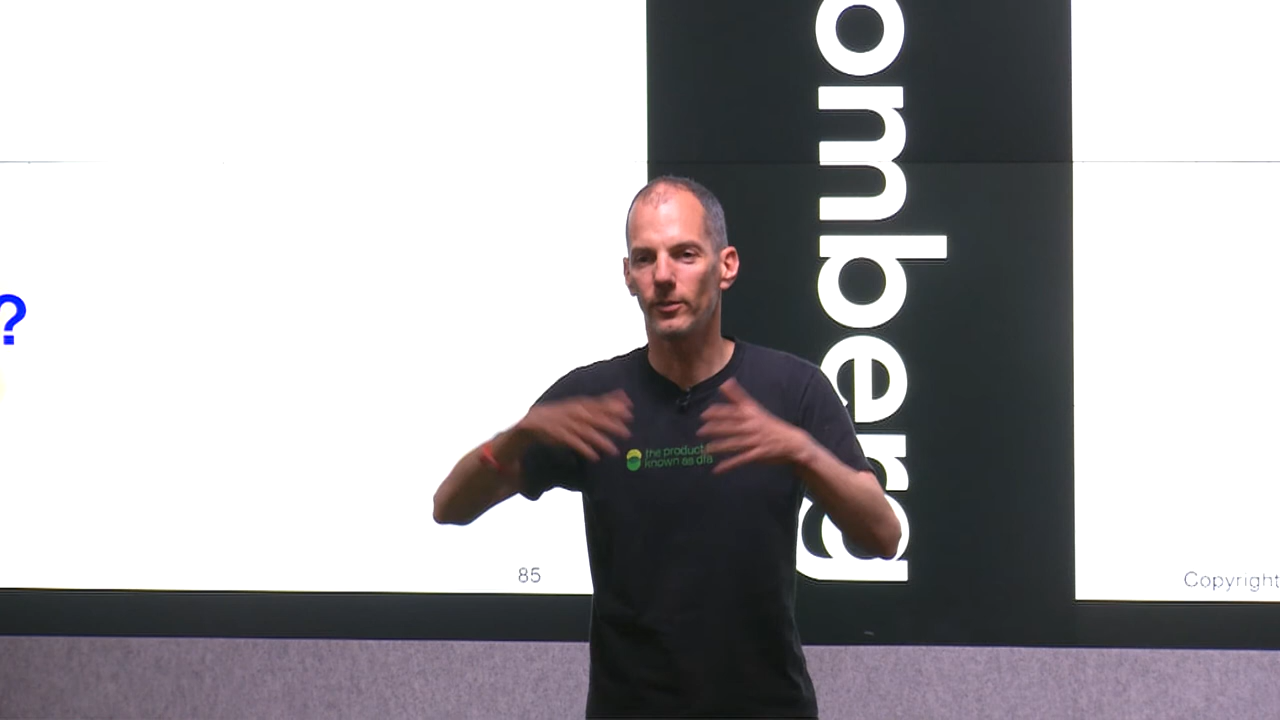 ?
85
omberg
the product
known as dfa
Copyright